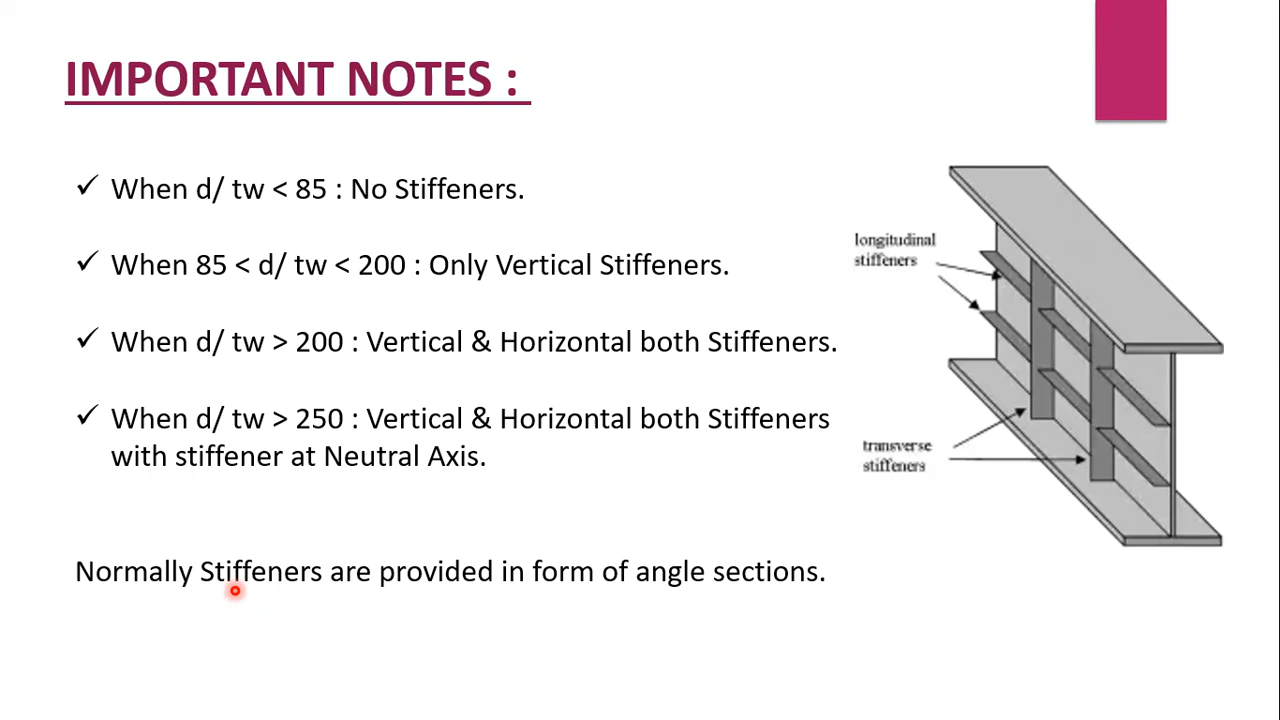 IMPORTANT NOTES :
✓ When d/ tw < 85 : No Stiffeners.
✓ When 85 < d/ tw < 200 : Only Vertical Stiffeners.
✓ When d/ tw > 200 : Vertical & Horizontal both Stiffeners.
✓ When d/ tw > 250 : Vertical & Horizontal both Stiffeners
with stiffener at Neutral Axis.
Normally Stiffeners are provided in form of angle sections.
longitudinal
stiffeners
transverse
stiffeners